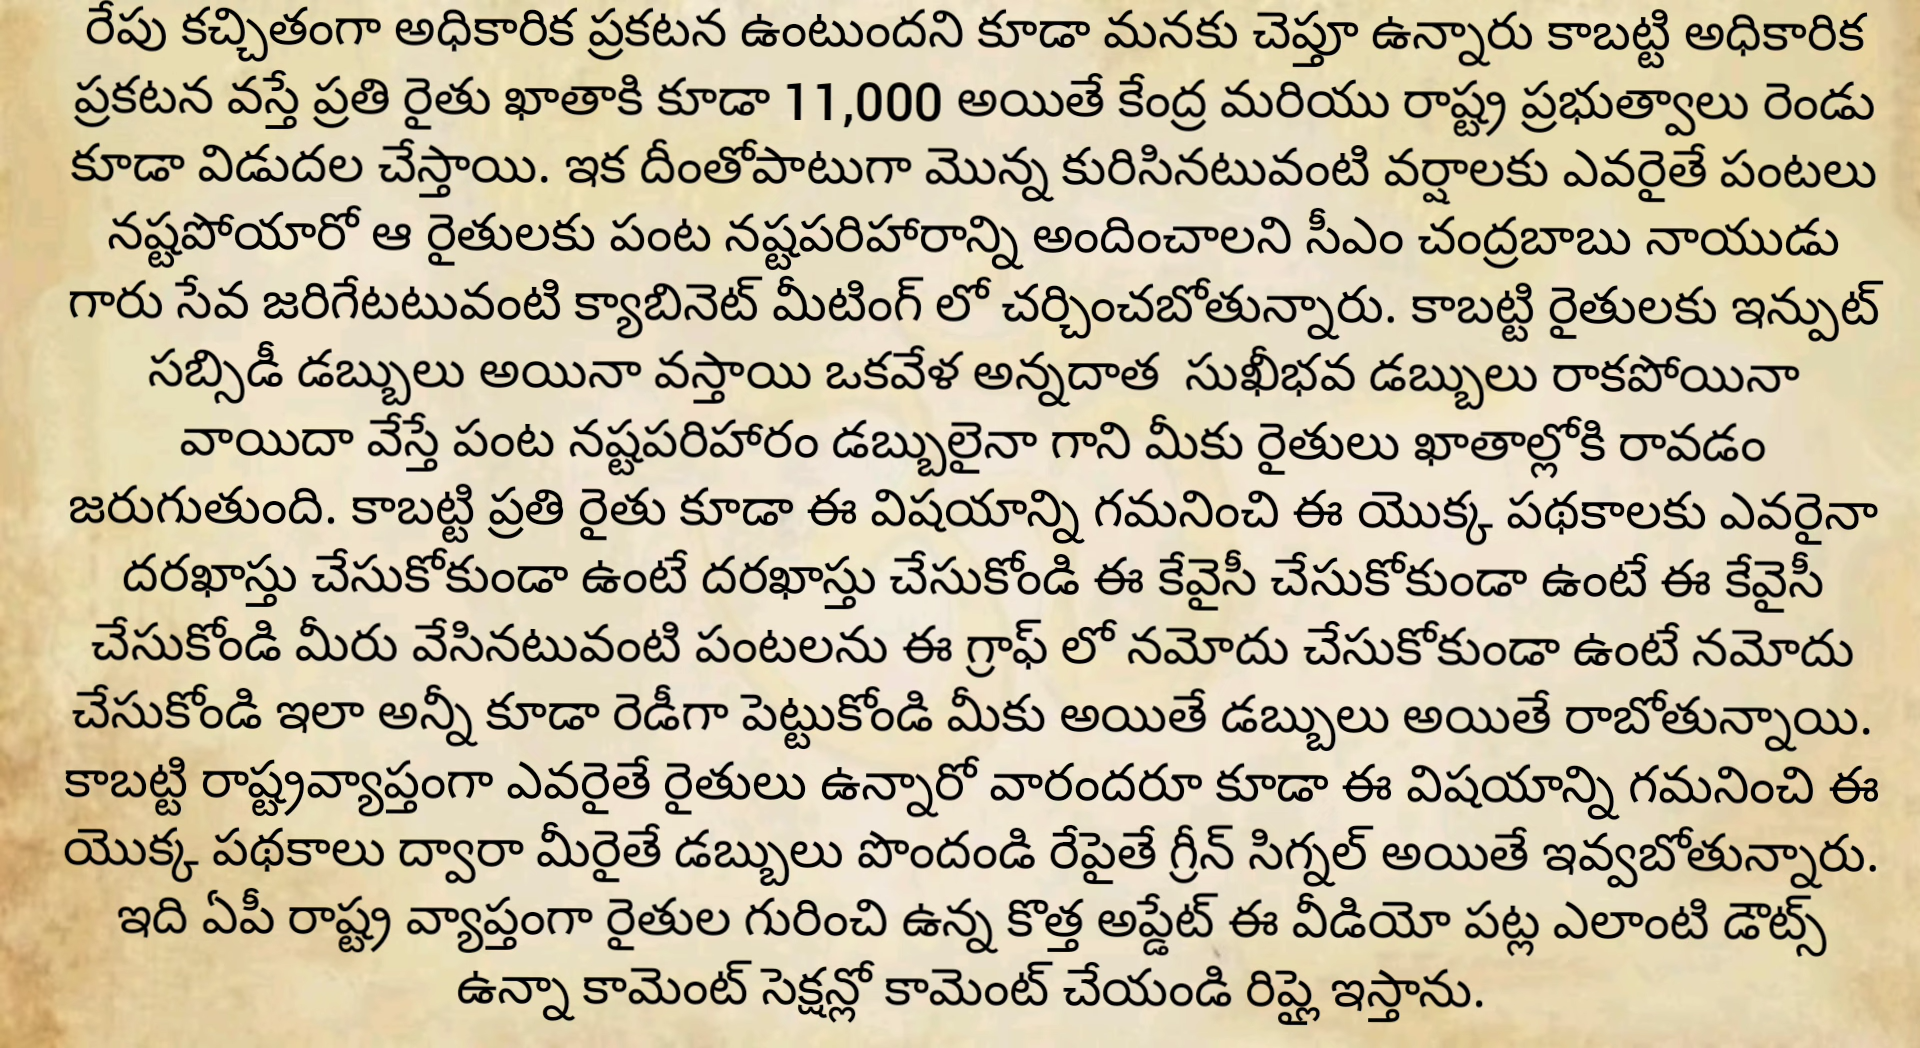 రేపు కచ్చితంగా అధికారిక ప్రకటన ఉంటుందని కూడా మనకు చెప్తూ ఉన్నారు కాబట్టి అధికారిక
ప్రకటన వస్తే ప్రతి రైతు ఖాతాకి కూడా 11,000 అయితే కేంద్ర మరియు రాష్ట్ర ప్రభుత్వాలు రెండు
కూడా విడుదల చేస్తాయి. ఇక దీంతోపాటుగా మొన్న కురిసినటువంటి వర్షాలకు ఎవరైతే పంటలు
నష్టపోయారో ఆ రైతులకు పంట నష్టపరిహారాన్ని అందించాలని సీఎం చంద్రబాబు నాయుడు
గారు సేవ జరిగేటటువంటి క్యాబినెట్ మీటింగ్ లో చర్చించబోతున్నారు. కాబట్టి రైతులకు ఇన్పుట్
సబ్సిడీ డబ్బులు అయినా వస్తాయి ఒకవేళ అన్నదాత సుఖీభవ డబ్బులు రాకపోయినా
వాయిదా వేస్తే పంట నష్టపరిహారం డబ్బులైనా గాని మీకు రైతులు ఖాతాల్లోకి రావడం
జరుగుతుంది. కాబట్టి ప్రతి రైతు కూడా ఈ విషయాన్ని గమనించి ఈ యొక్క పథకాలకు ఎవరైనా
దరఖాస్తు చేసుకోకుండా ఉంటే దరఖాస్తు చేసుకోండి ఈ కేవైసీ చేసుకోకుండా ఉంటే ఈ కేవైసీ
చేసుకోండి మీరు వేసినటువంటి పంటలను ఈ గ్రాఫ్ లో నమోదు చేసుకోకుండా ఉంటే నమోదు
చేసుకోండి ఇలా అన్నీ కూడా రెడీగా పెట్టుకోండి మీకు అయితే డబ్బులు అయితే రాబోతున్నాయి.
కాబట్టి రాష్ట్రవ్యాప్తంగా ఎవరైతే రైతులు ఉన్నారో వారందరూ కూడా ఈ విషయాన్ని గమనించి ఈ
యొక్క పథకాలు ద్వారా మీరైతే డబ్బులు పొందండి రేపైతే గ్రీన్ సిగ్నల్ అయితే ఇవ్వబోతున్నారు.
ఇది ఏపీ రాష్ట్ర వ్యాప్తంగా రైతుల గురించి ఉన్న కొత్త అప్డేట్ ఈ వీడియో పట్ల ఎలాంటి డౌట్స్
ఉన్నా కామెంట్ సెక్షన్లో కామెంట్ చేయండి రిప్లై ఇస్తాను.